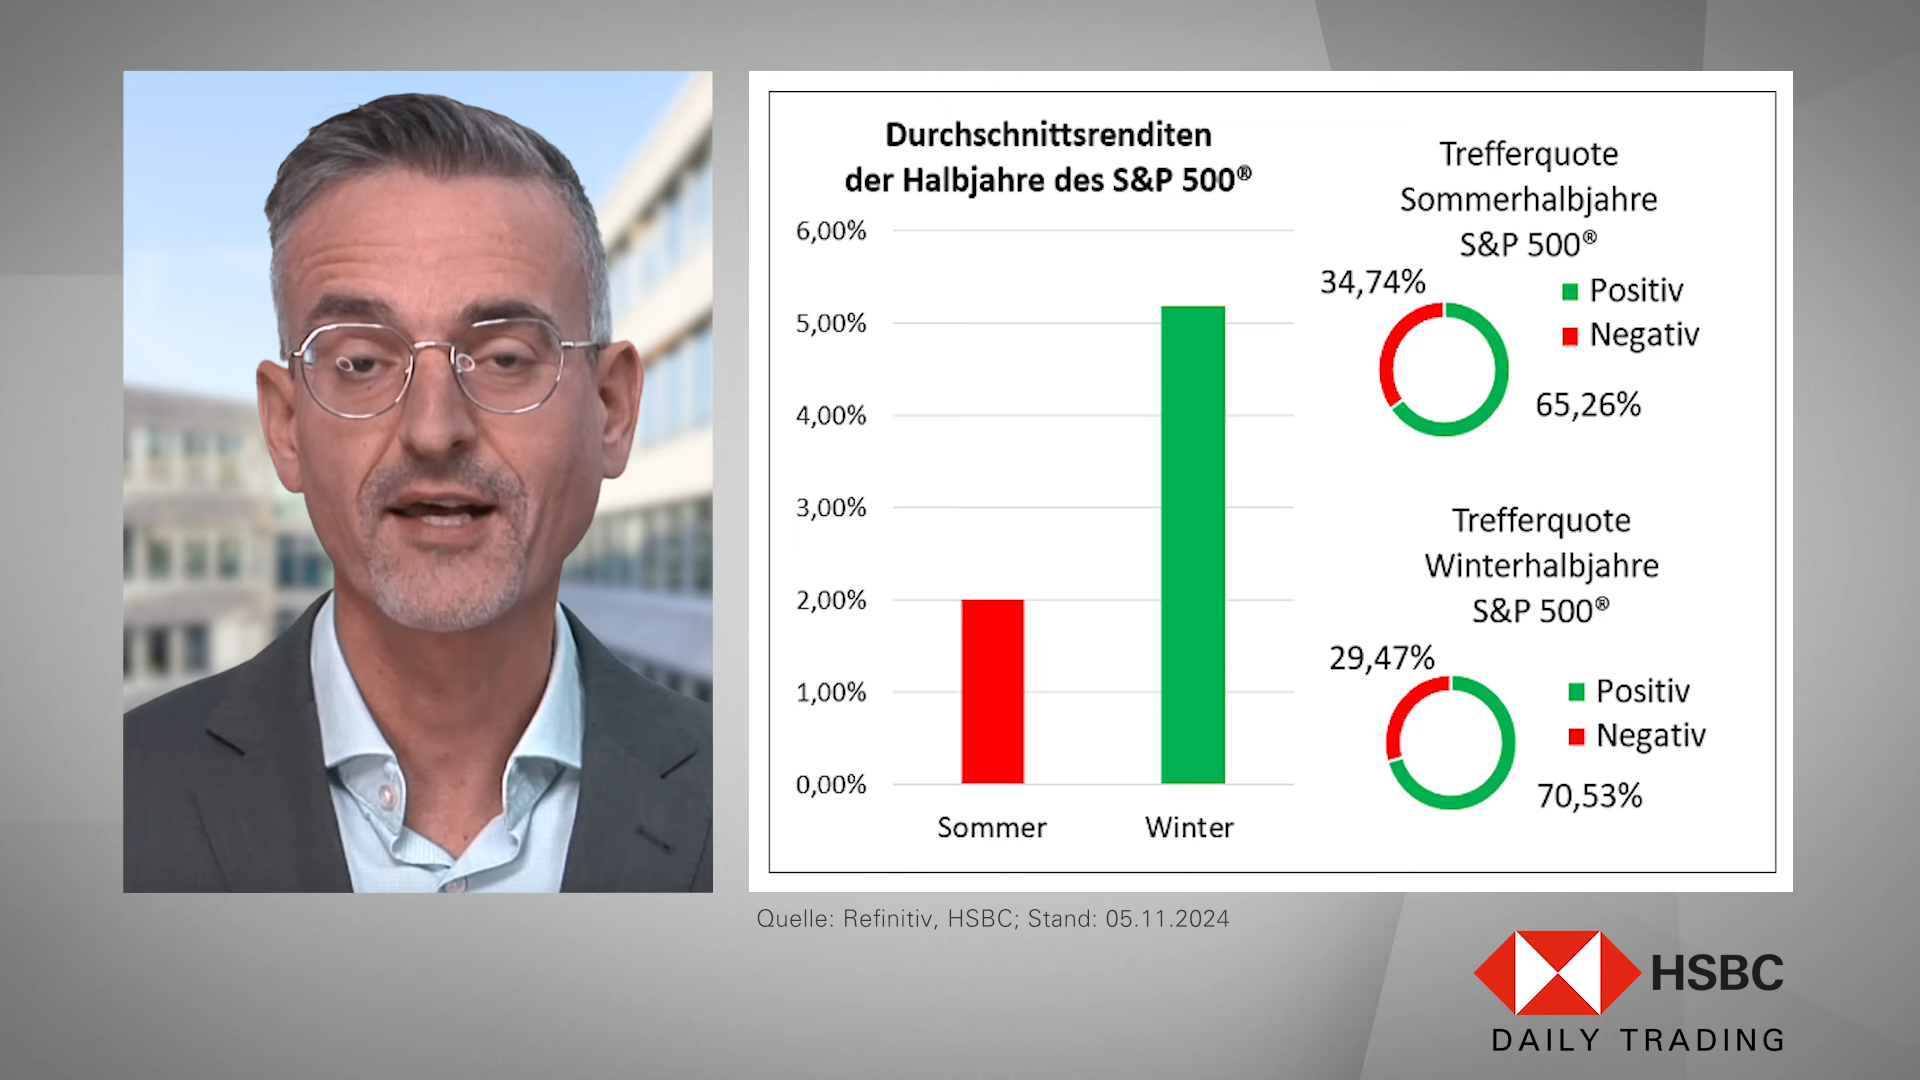 Durchschnittsrenditen
der Halbjahre des S&P 500®
6,00%
5,00%
4,00%
3,00%
2,00%
1,00%
0,00%
Sommer
Winter
Trefferquote
Sommerhalbjahre
S&P 500®
34,74%
Positiv
Negativ
65,26%
Trefferquote
Winterhalbjahre
S&P 500®
29,47%
Positiv
Negativ
70,53%
Quelle: Refinitiv, HSBC; Stand: 05.11.2024
HSBC
DAILY TRADING